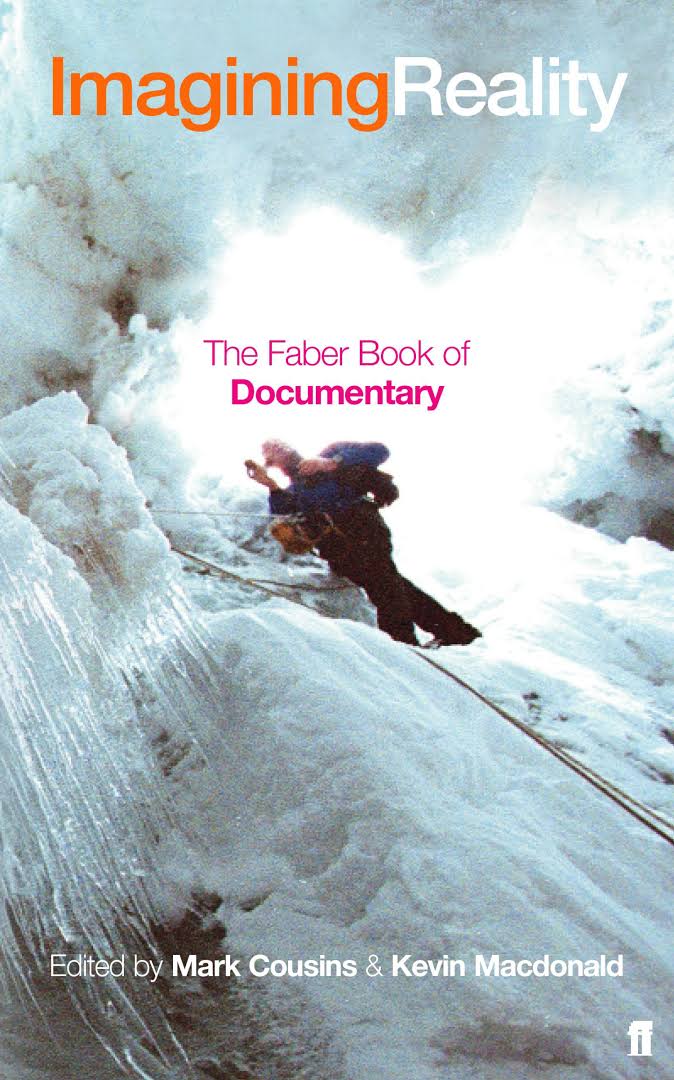 ImaginingReality
The Faber Book of
Documentary
Edited by Mark Cousins & Kevin Macdonald
ff